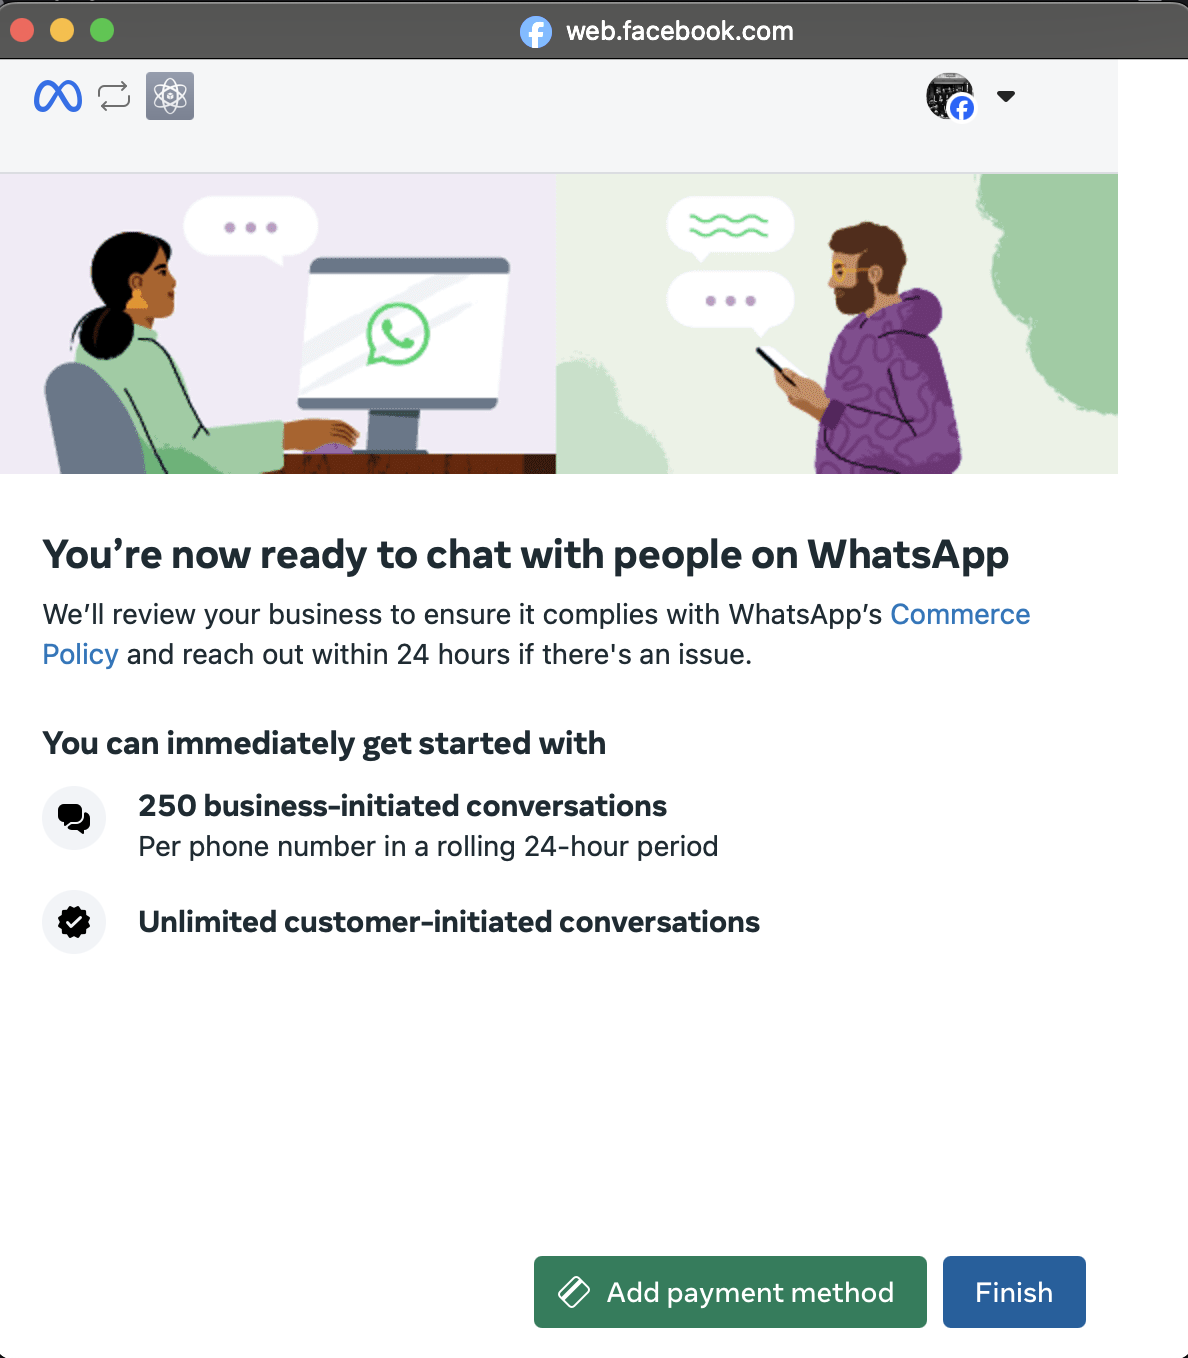 web.facebook.com
You’re now ready to chat with people on WhatsApp
We’ll review your business to ensure it complies with WhatsApp’s Commerce
Policy and reach out within 24 hours if there's an issue.
You can immediately get started with
250 business-initiated conversations
Per phone number in a rolling 24-hour period
Unlimited customer-initiated conversations
Add payment method
Finish